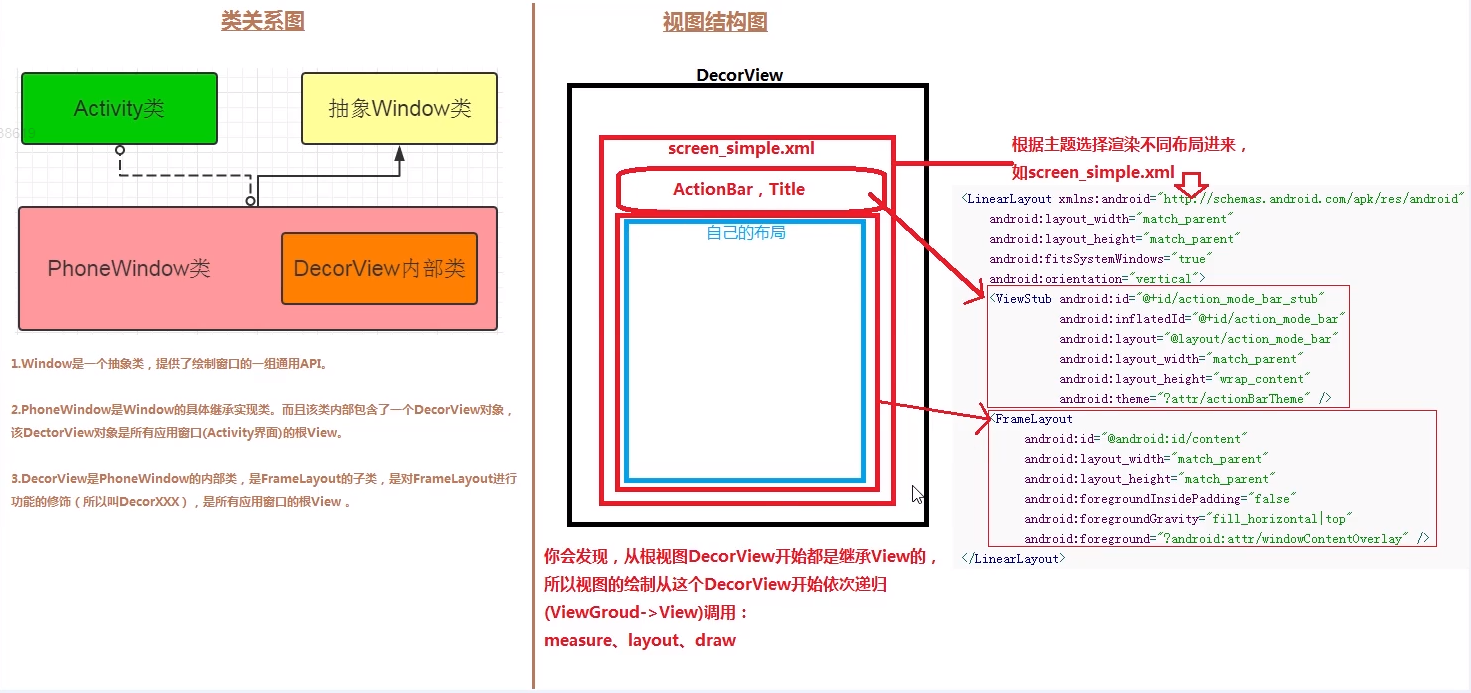 类关系图
Activity类
抽象Window类
PhoneWindow类
DecorView内部类
1.Window是一个抽象类，提供了绘制窗口的一组通用API。
2.PhoneWindow是Window的具体继承实现类。而且该类内部包含了一个DecorView对象，
该DectorView对象是所有应用窗口(Activity界面)的根View。
3.DecorView是PhoneWindow的内部类，是FrameLayout的子类，是对FrameLayout进行
功能的修饰（所以叫DecorXXX），是所有应用窗口的根View 。
视图结构图
DecorView
screen_simple.xml
ActionBar，Title
自己的布局
你会发现，从根视图DecorView开始都是继承View的，
所以视图的绘制从这个DecorView开始依次递归
(ViewGroud->View)调用：
measure、layout、draw
根据主题选择渲染不同布局进来，
如screen_simple.xml
<LinearLayout xmlns:android="http://schemas.android.com/apk/res/android"
android:layout_width="match_parent"
android:layout_height="match_parent"
android:fitsSystemWindows="true"
android:orientation="vertical">
<ViewStub android:id="@+id/action_mode_bar_stub"
android:inflatedId="@+id/action_mode_bar"
android:layout="@layout/action_mode_bar"
android:layout_width="match_parent"
android:layout_height="wrap_content"
android:theme="?attr/actionBarTheme" />
<FrameLayout
android:id="@android:id/content"
android:layout_width="match_parent"
android:layout_height="match_parent"
android:foregroundInsidePadding="false"
android:foregroundGravity="fill_horizontal|top"
android:foreground="?android:attr/windowContentOverlay" />
</LinearLayout>